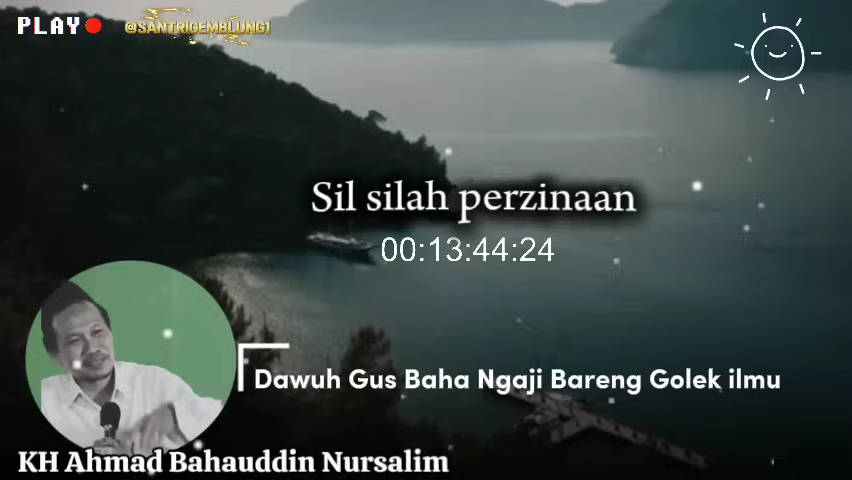 PLAY
@SANTRIGEMBLUNG1
Sil silah perzinaan
00:13:44:24
Dawuh Gus Baha Ngaji Bareng Golek ilmu
KH Ahmad Bahauddin Nursalim